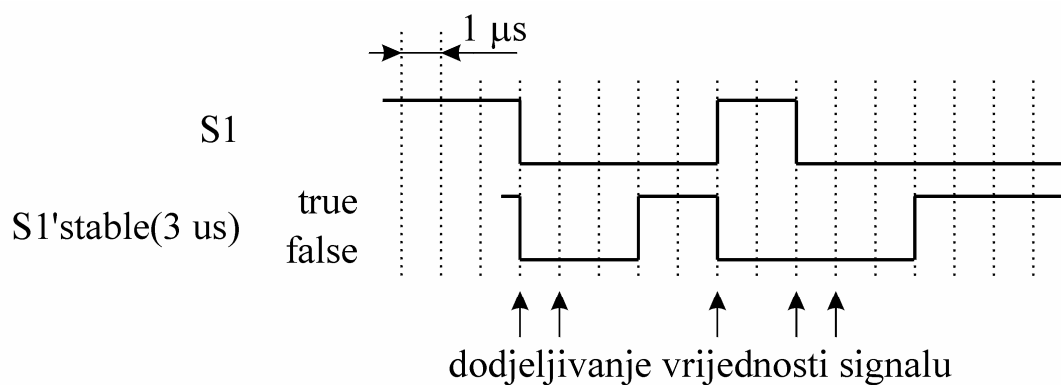 1 μs
S1
true
S1'stable(3 us)
false
dodjeljivanje vrijednosti signalu